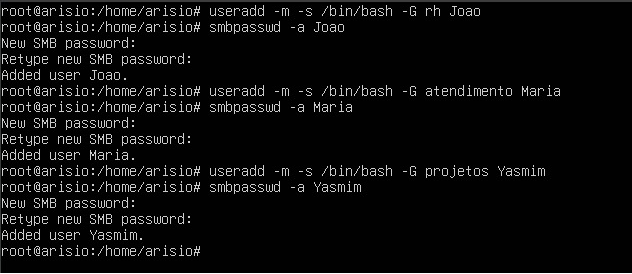 root@arisio:/home/arisio# useradd -m -s /bin/bash -G rh Joao
root@arisio:/home/arisio# smbpasswd -a Joao
New SMB password:
Retype new SMB password:
Added user Joao.
root@arisio:/home/arisio# useradd -m -s /bin/bash -G atendimento Maria
root@arisio:/home/arisio# smbpasswd -a Maria
New SMB password:
Retype new SMB password:
Added user Maria.
root@arisio:/home/arisio# useradd -m -s /bin/bash -G projetos Yasmim
root@arisio:/home/arisio# smbpasswd -a Yasmim
New SMB password:
Retype new SMB password:
Added user Yasmim.
root@arisio:/home/arisio#